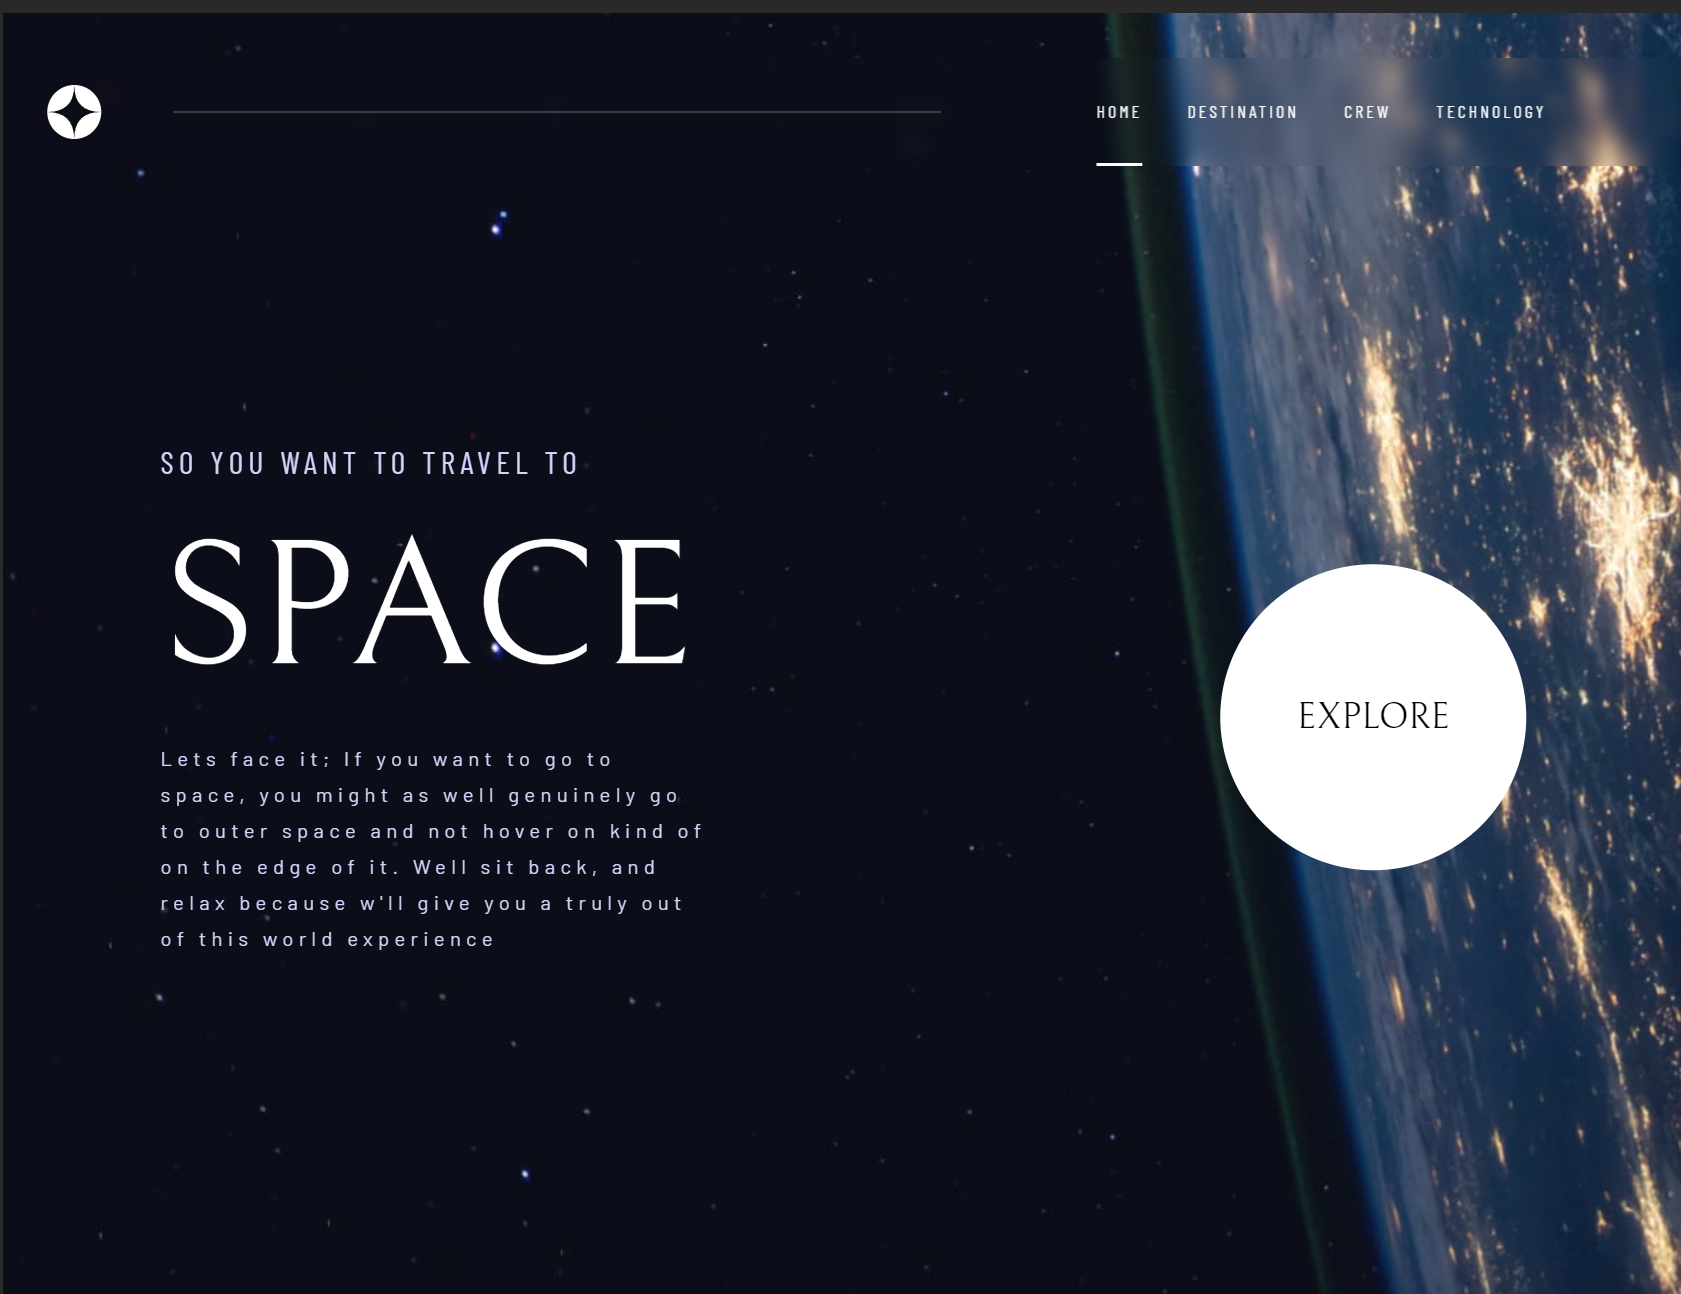 HOME DESTINATION CREW TECHNOLOGY
SO YOU WANT TO TRAVEL TO
SPACE
Lets face it; If you want to go to
space, you might as well genuinely go
to outer space and not hover on kind of
on the edge of it. Well sit back, and
relax because w'll give you a truly out
of this world experience
EXPLORE